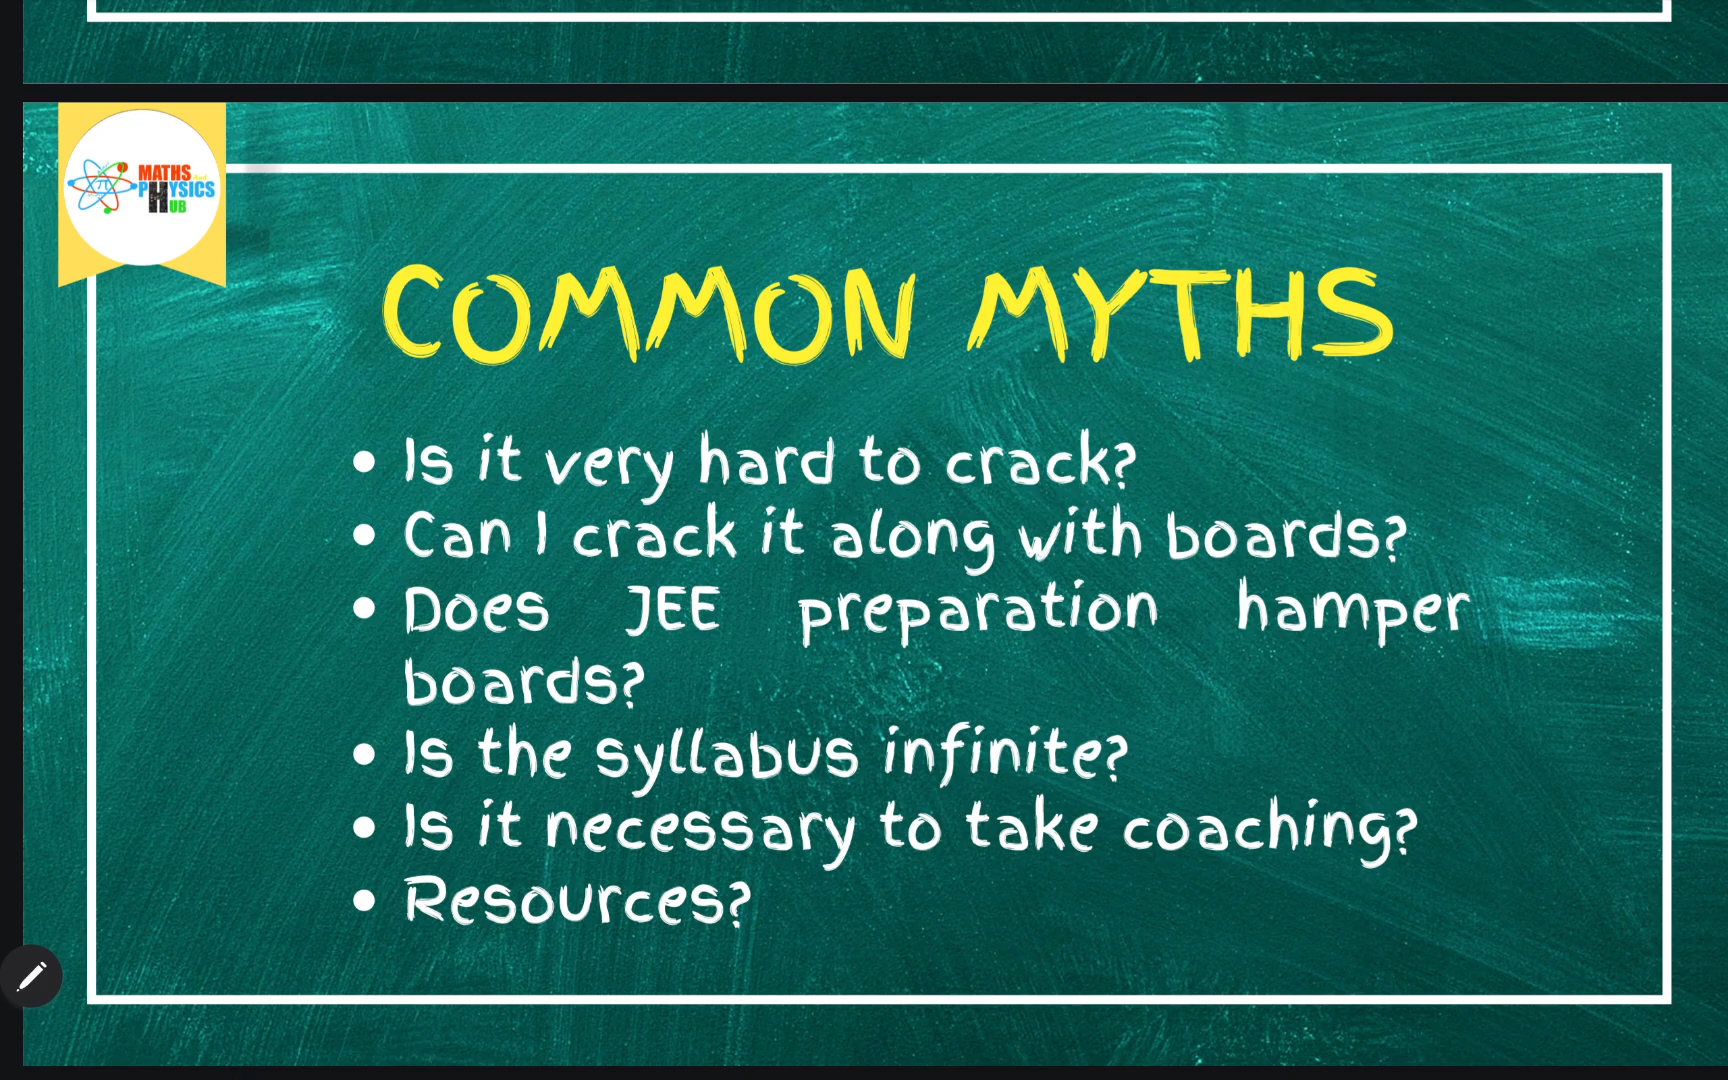 MATHS and
PHYSICS
HUB
COMMON MYTHS
• Is it very hard to crack?
• Can I crack it along with boards?
• Does JEE preparation hamper
boards?
• Is the syllabus infinite?
• Is it necessary to take coaching?
• Resources?